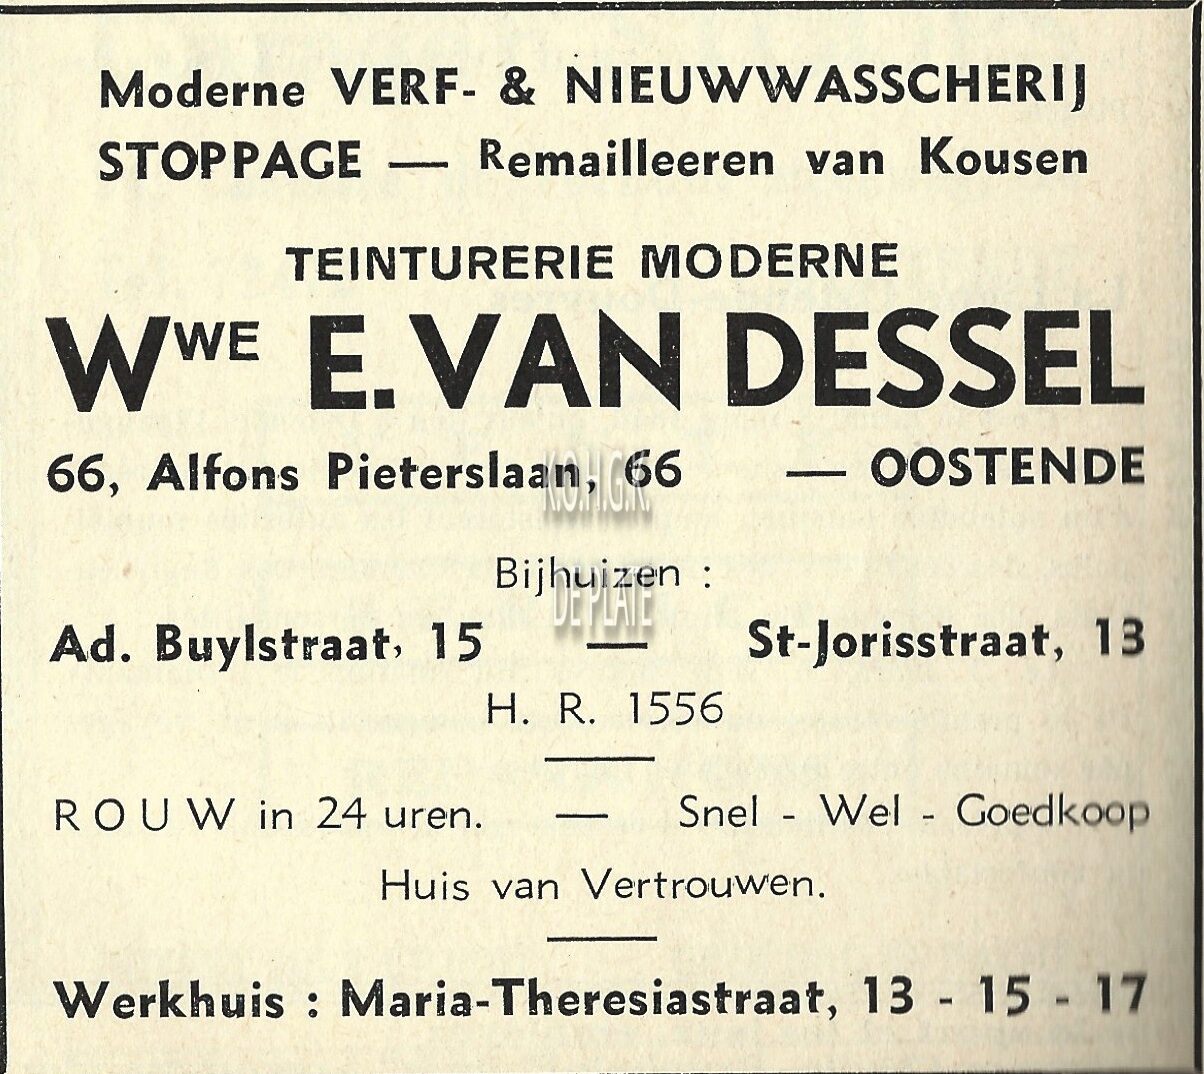 Moderne VERF- & NIEUWWASSCHERIJ
STOPPAGE — Remailleeren van Kousen
TEINTURERIE MODERNE
Wwe E. VAN DESSEL
66, Alfons Pieterslaan, 66 — OOSTENDE
K.O.H.G.K
Bijhuizen :
DE PLATE
Ad. Buylstraat, 15 — St-Jorisstraat, 13
H. R. 1556
ROUW in 24 uren. — Snel - Wel - Goedkoop
Huis van Vertrouwen.
Werkhuis : Maria-Theresiastraat, 13 - 15 - 17